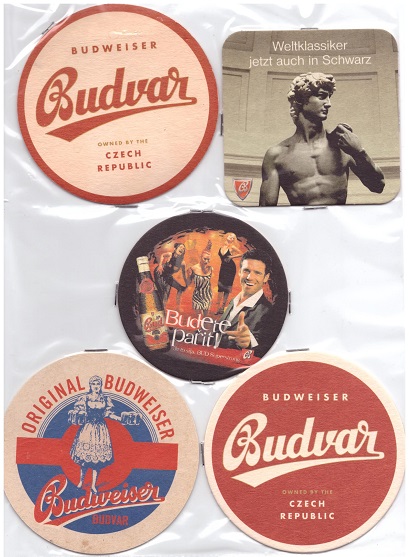 BUDWEISER
Budvar
OWNED BY THE
CZECH
REPUBLIC
Weltklassiker
jetzt auch in Schwarz
Buďeře
pařit!
ORIGINAL BUDWEISER
Budweiser
BUDVAR
BUDWEISER
Budvar
OWNED BY THE
CZECH
REPUBLIC